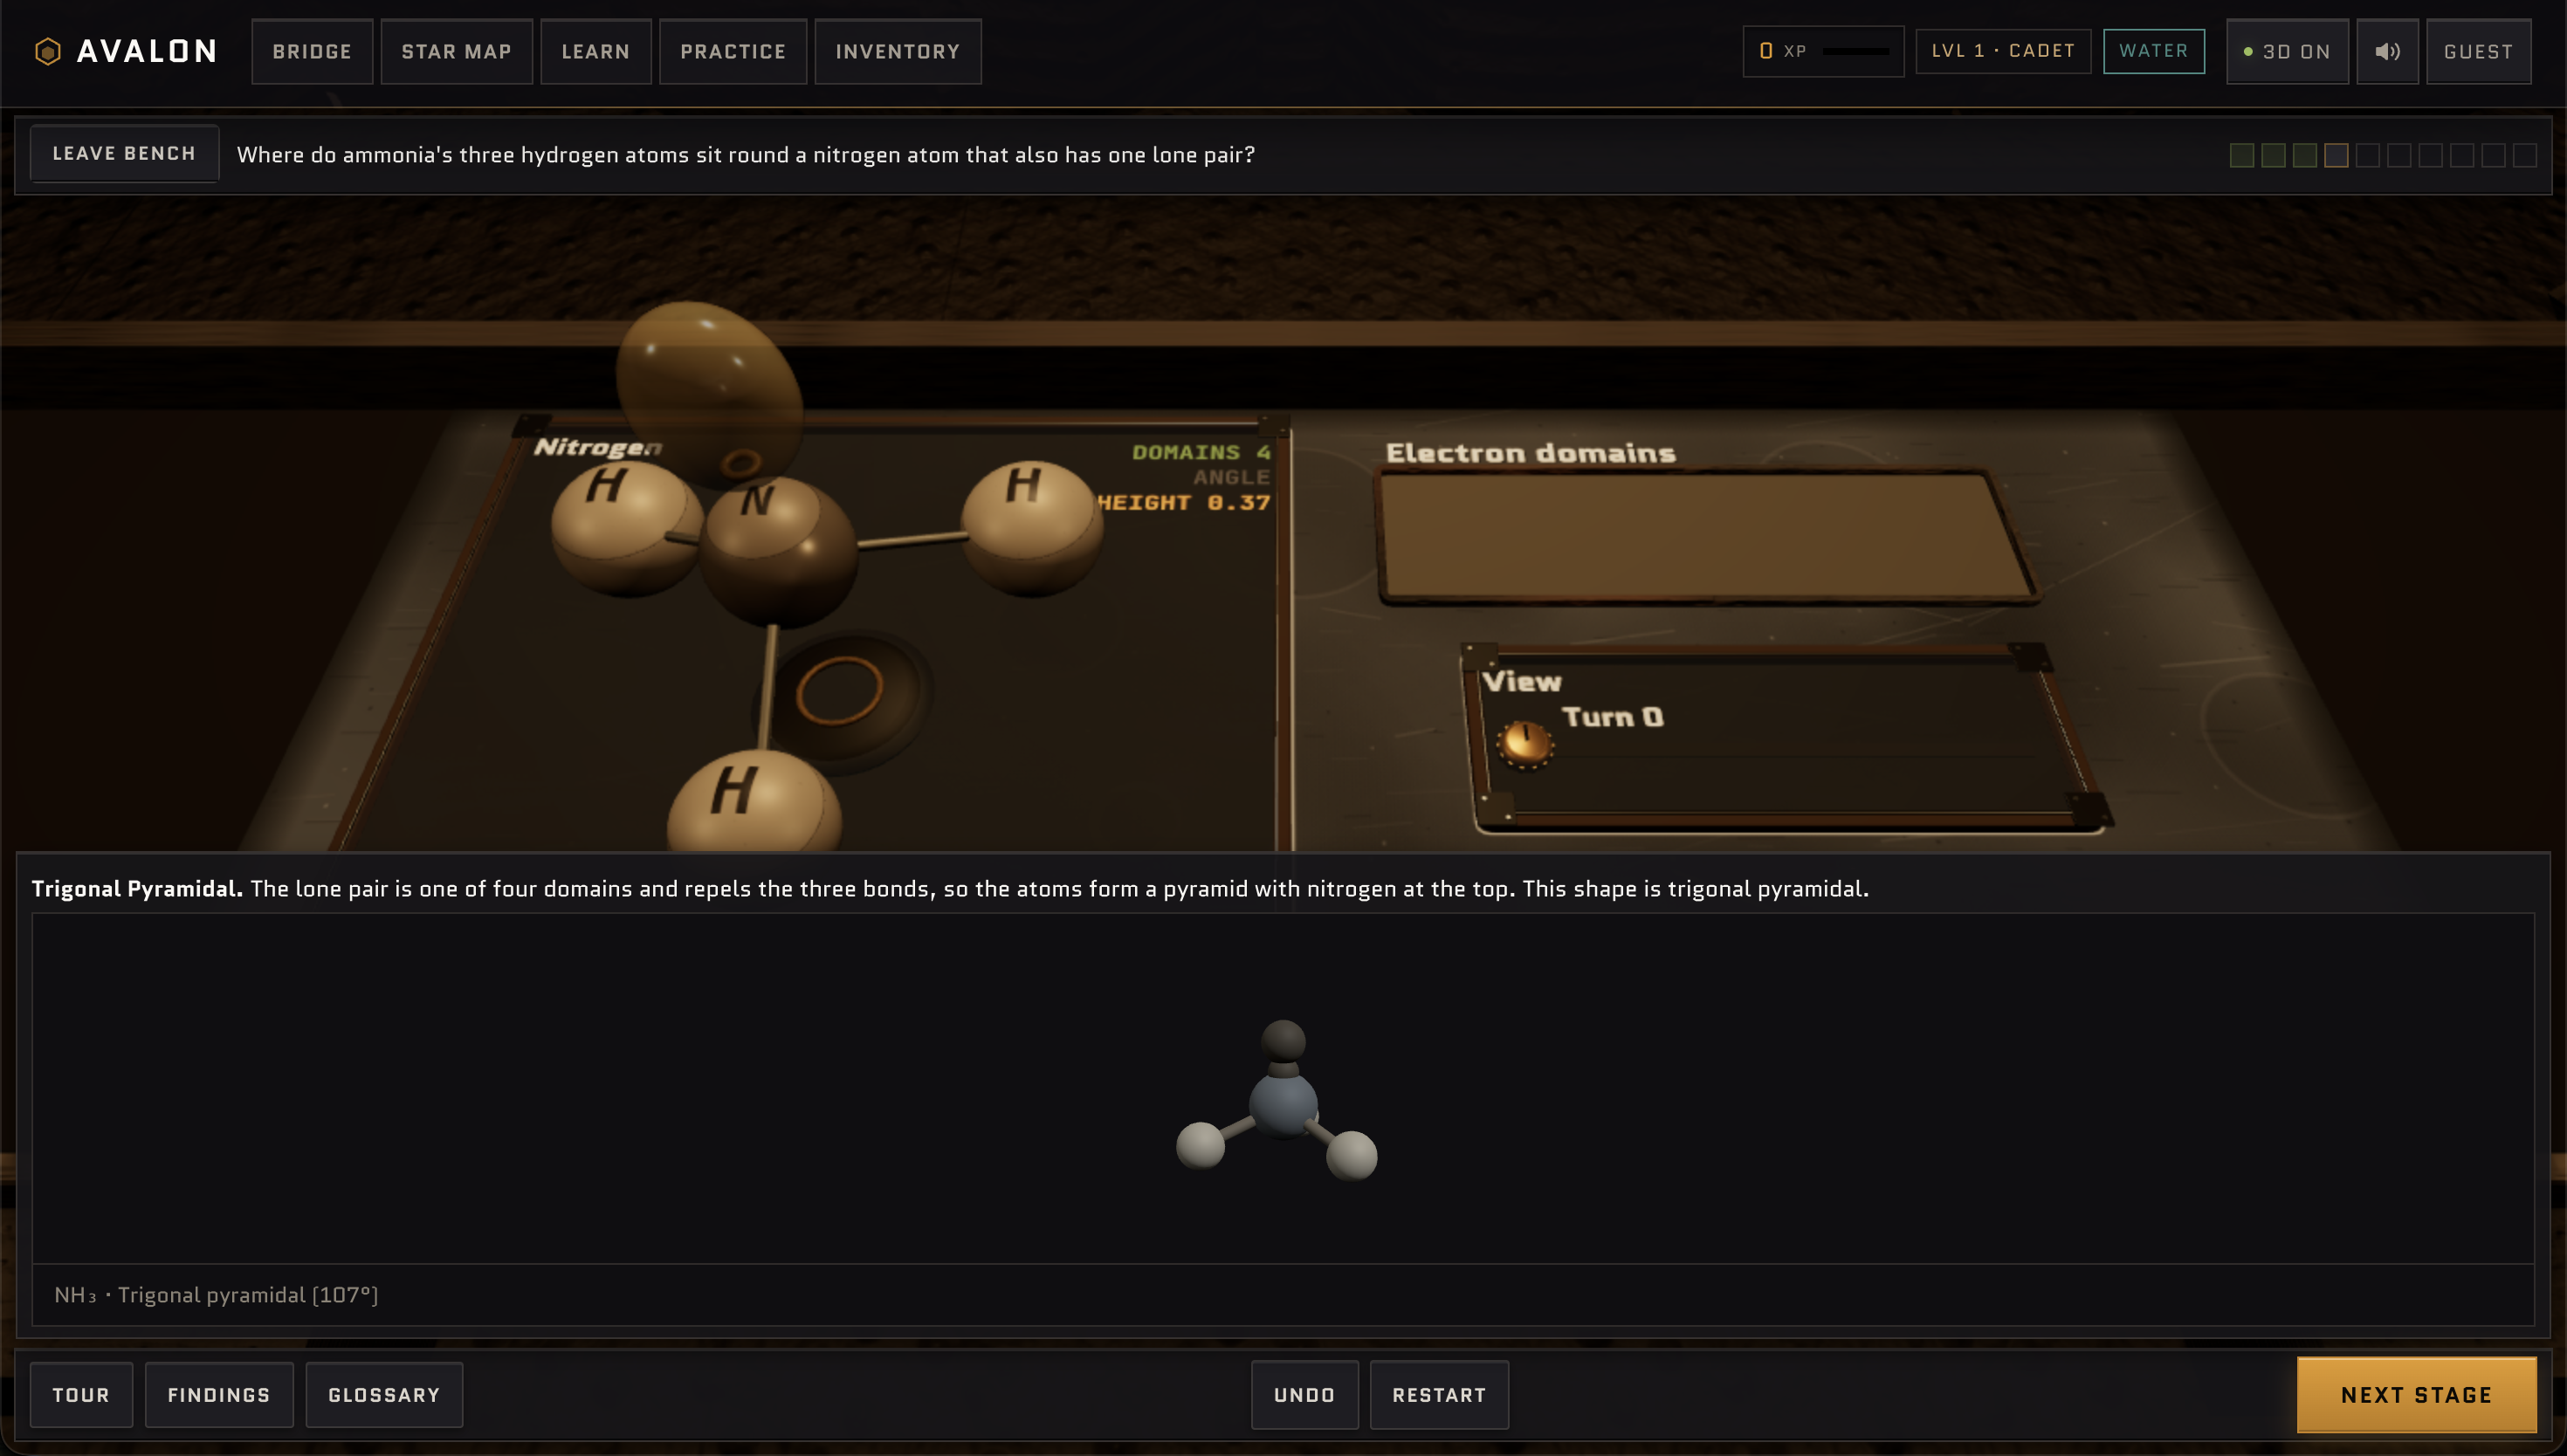 AVALON
BRIDGE
STAR MAP
LEARN
PRACTICE
INVENTORY
0 XP
LVL 1 · CADET
WATER
3D ON
GUEST
LEAVE BENCH
Where do ammonia's three hydrogen atoms sit round a nitrogen atom that also has one lone pair?
Nitrogen
DOMAINS 4
ANGLE
HEIGHT 0.37
H
N
H
H
Electron domains
View
Turn 0
Trigonal Pyramidal. The lone pair is one of four domains and repels the three bonds, so the atoms form a pyramid with nitrogen at the top. This shape is trigonal pyramidal.
NH₃ · Trigonal pyramidal (107°)
TOUR
FINDINGS
GLOSSARY
UNDO
RESTART
NEXT STAGE